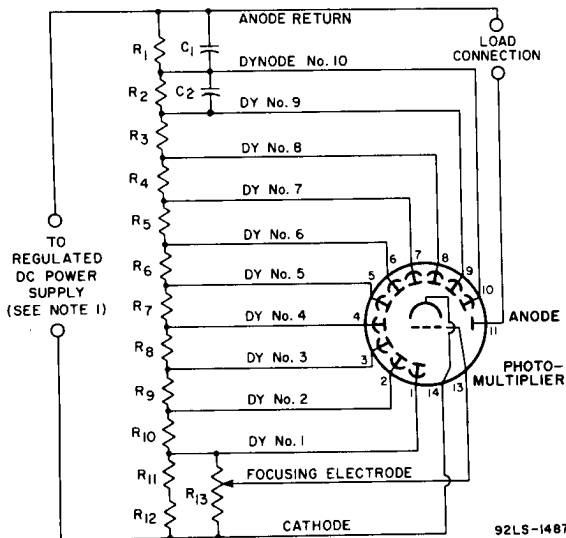 ANODE RETURN
R1
C1
LOAD
CONNECTION
DYNODE No. 10
R2
C2
DY No. 9
R3
DY No. 8
R4
DY No. 7
R5
DY No. 6
TO
REGULATED
DC POWER
SUPPLY
(SEE NOTE 1)
R6
DY No. 5
R7
DY No. 4
R8
DY No. 3
R9
DY No. 2
R10
DY No. 1
R11
R13
FOCUSING ELECTRODE
R12
CATHODE
1
2
3
4
5
6
7
8
9
10
11
13
14
ANODE
PHOTO-
MULTIPLIER
92LS-1487